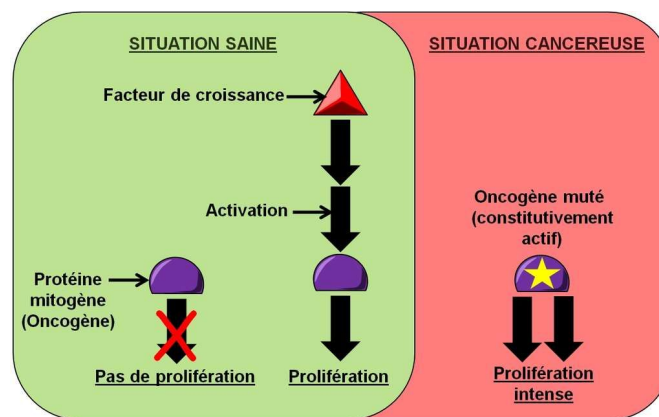 SITUATION SAINE
SITUATION CANCEREUSE
Facteur de croissance
Activation
Oncogène muté
(constitutivement
actif)
Protéine
mitogène
(Oncogène)
Pas de prolifération
Prolifération
Prolifération
intense